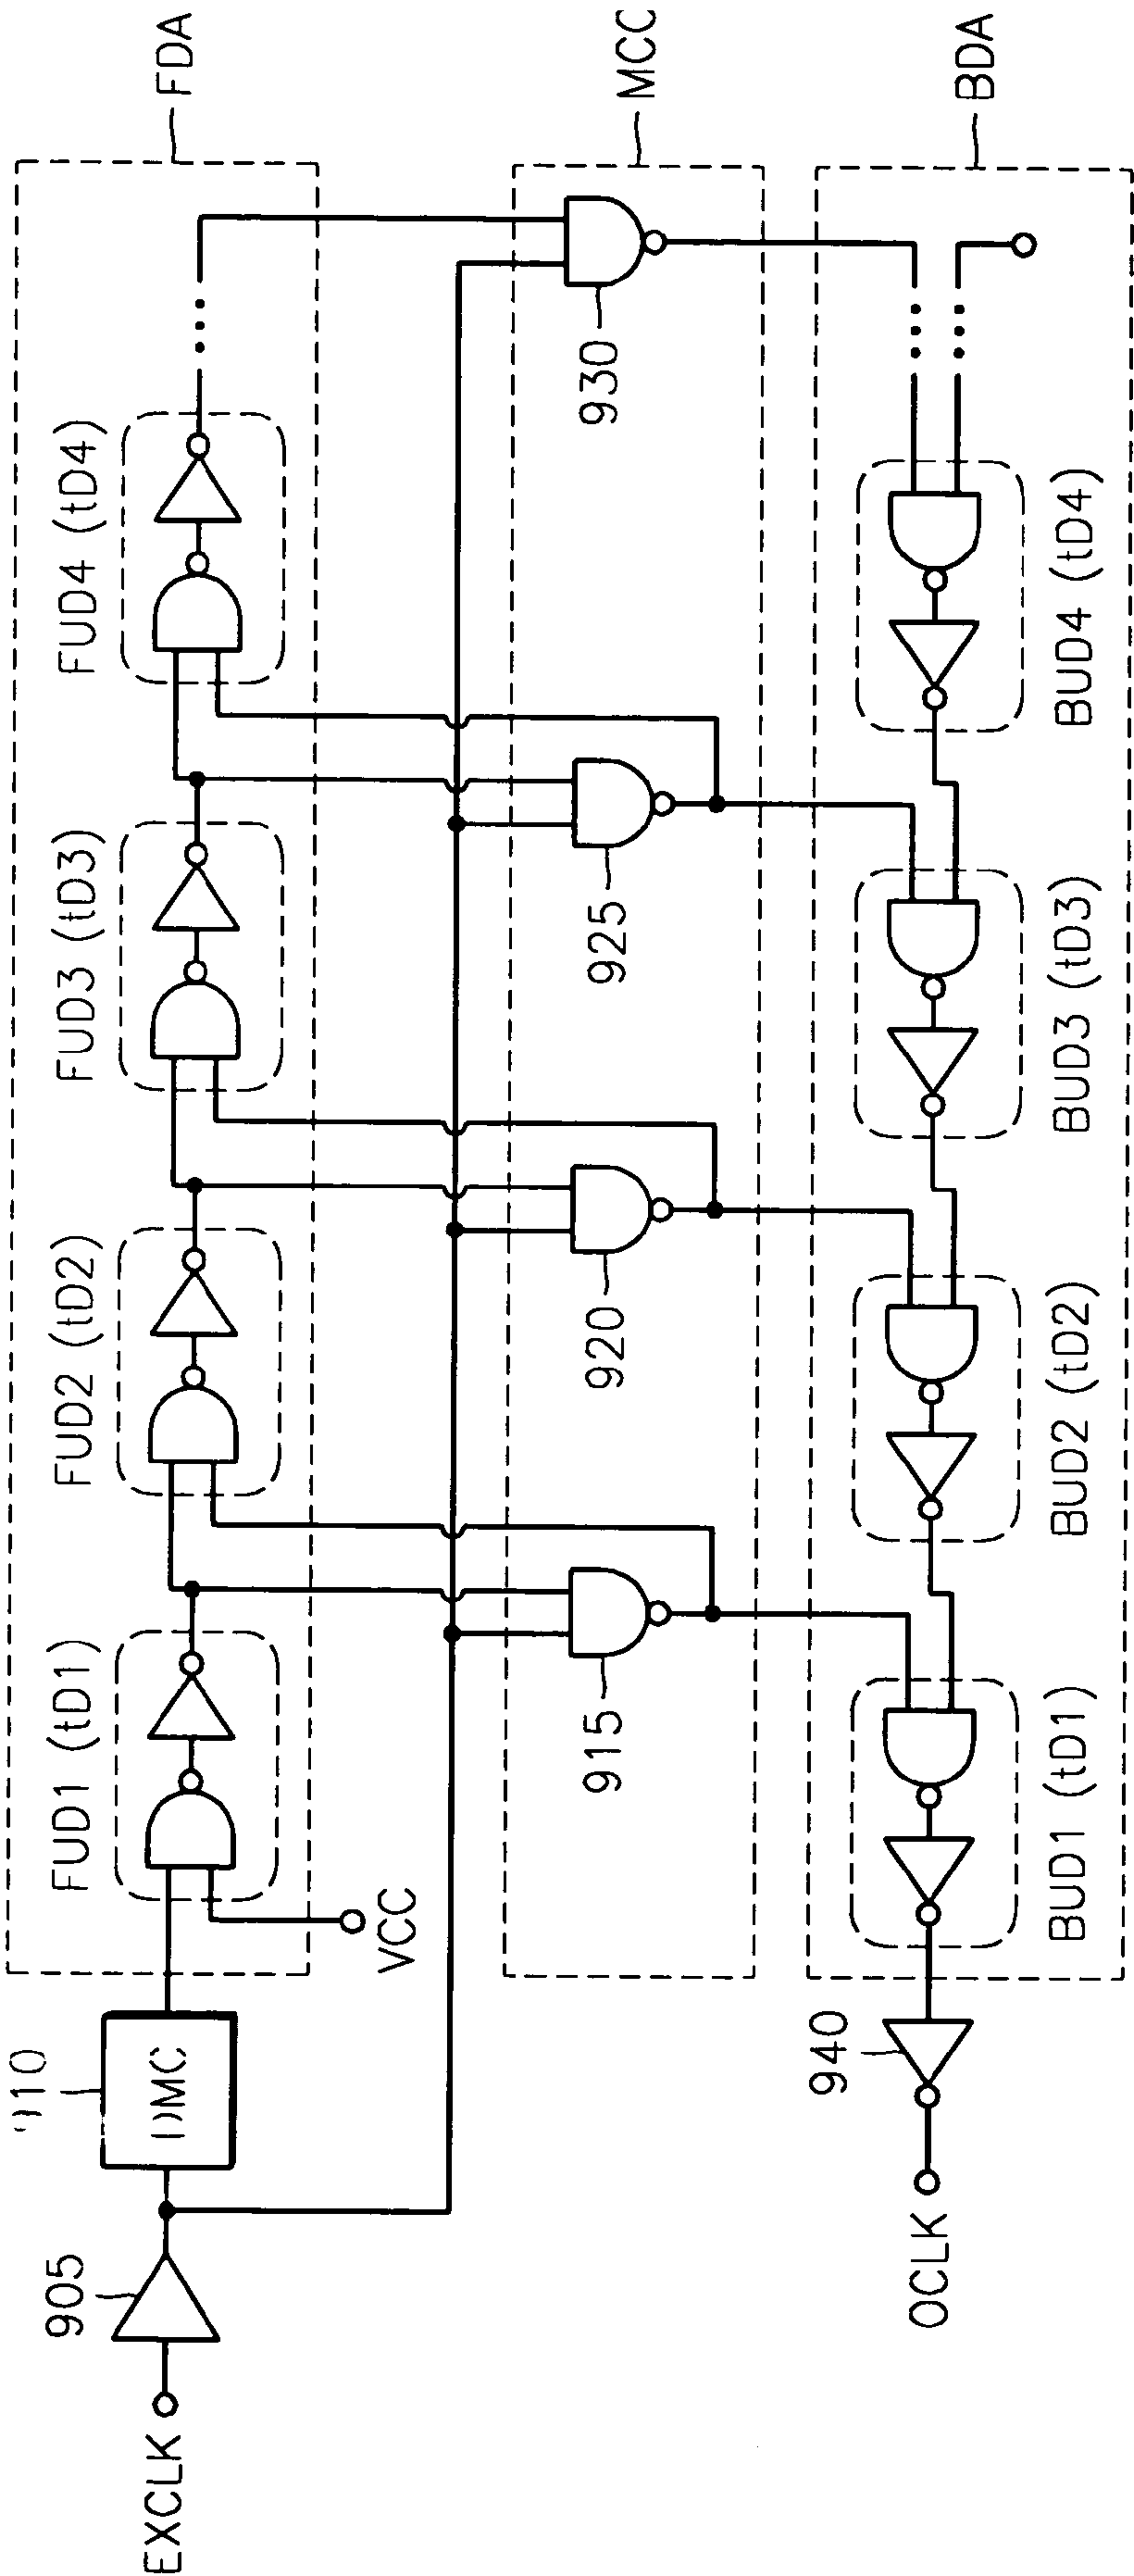 FDA
FUD1 (tD1)
FUD2 (tD2)
FUD3 (tD3)
FUD4 (tD4)
EXCLK
905
VCC
MCC
915
920
925
930
BDA
OCLK
940
BUD1 (tD1)
BUD2 (tD2)
BUD3 (tD3)
BUD4 (tD4)